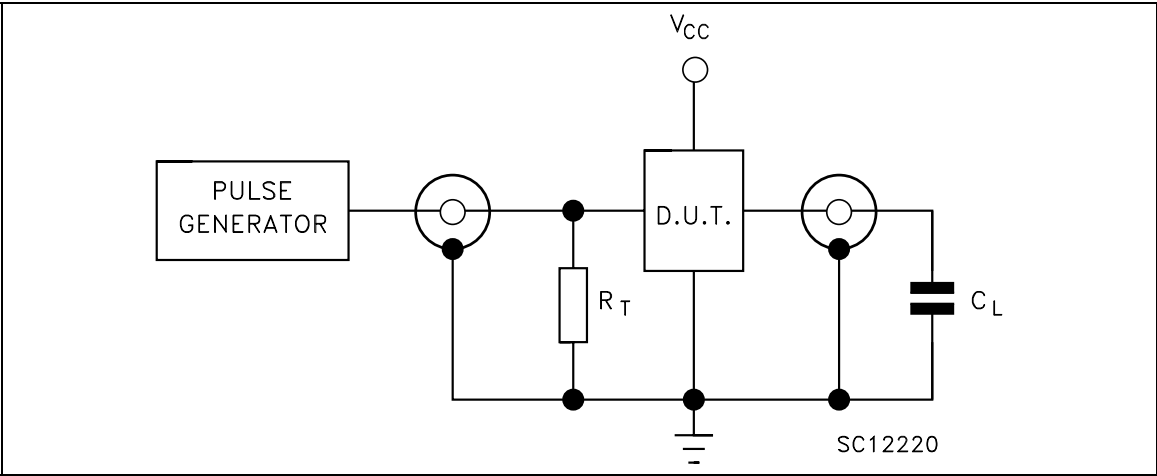 VCC
PULSE
GENERATOR
D.U.T.
RT
CL
SC12220